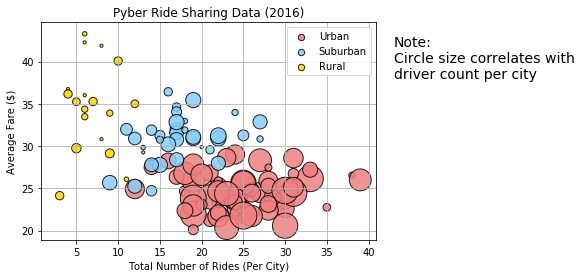 Pyber Ride Sharing Data (2016)
Urban
Suburban
Rural
Note:
Circle size correlates with
driver count per city
Average Fare ($)
40
35
30
25
20
5 10 15 20 25 30 35 40
Total Number of Rides (Per City)